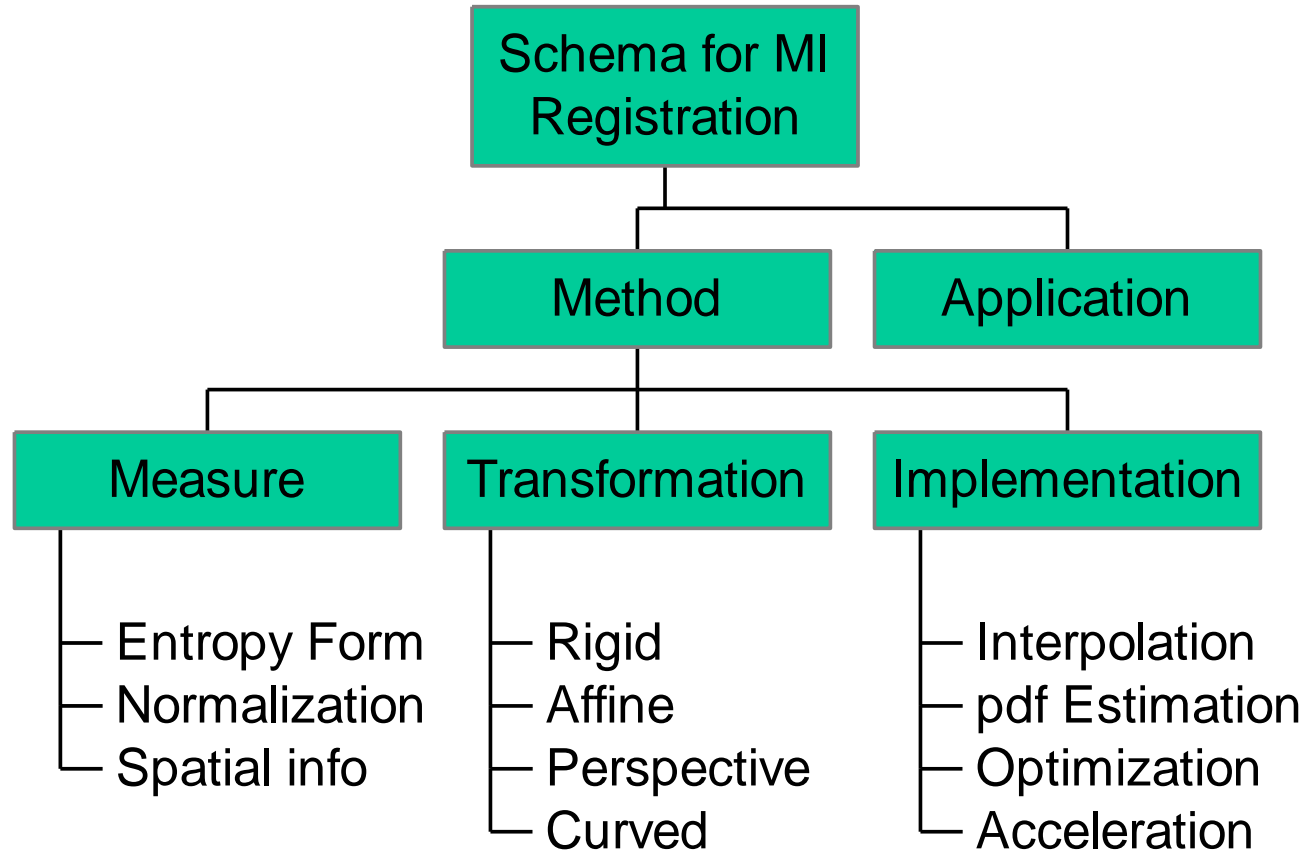 Schema for MI
Registration
Method
Application
Measure
Transformation
Implementation
Entropy Form
Normalization
Spatial info
Rigid
Affine
Perspective
Curved
Interpolation
pdf Estimation
Optimization
Acceleration